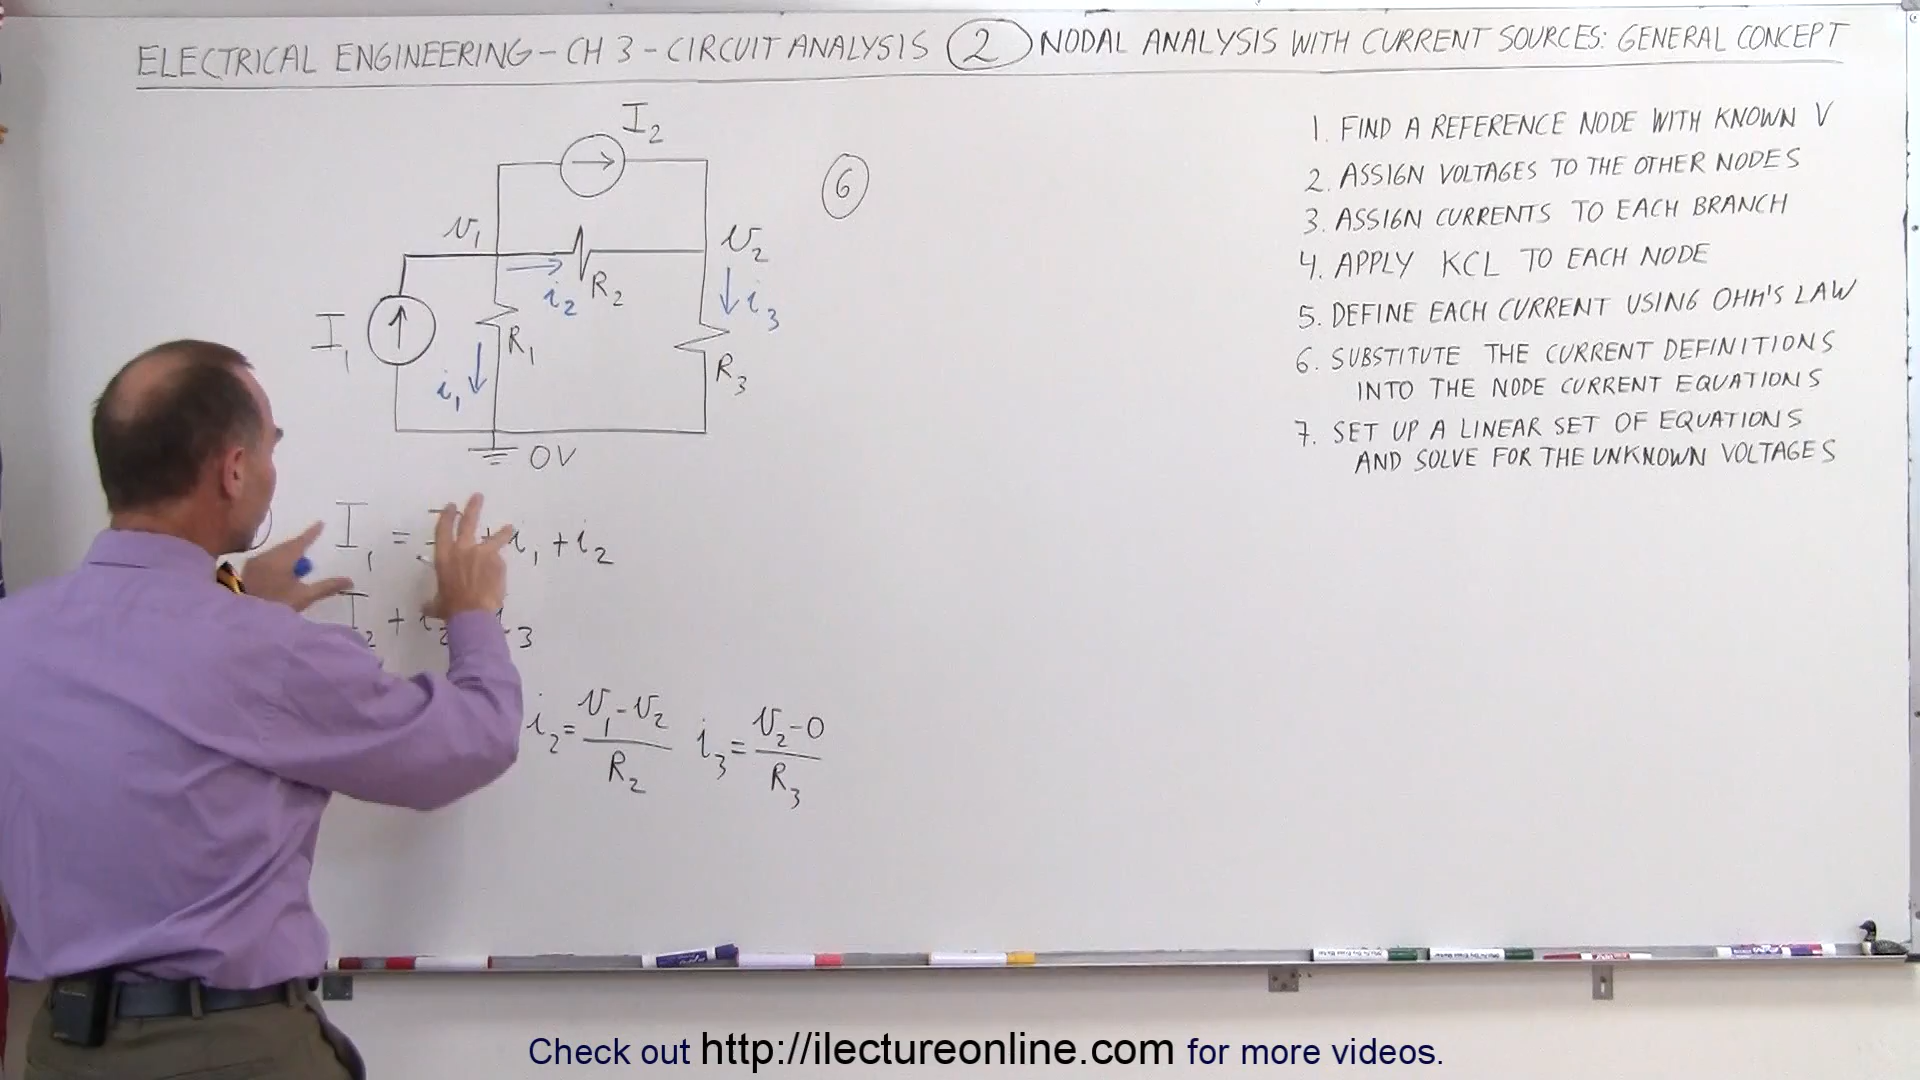 ELECTRICAL ENGINEERING – CH 3 – CIRCUIT ANALYSIS 2 NODAL ANALYSIS WITH CURRENT SOURCES: GENERAL CONCEPT
I₂
6
v₁
v₂
i₂ R₂
i₃
I₁
R₁
R₃
i₁
0V
I₁ = + i₁ + i₂
I₂ + i₂ i₃
i₂ = (v₁ - v₂)/R₂ i₃ = (v₂ - 0)/R₃
1. FIND A REFERENCE NODE WITH KNOWN V
2. ASSIGN VOLTAGES TO THE OTHER NODES
3. ASSIGN CURRENTS TO EACH BRANCH
4. APPLY KCL TO EACH NODE
5. DEFINE EACH CURRENT USING OHH'S LAW
6. SUBSTITUTE THE CURRENT DEFINITIONS
INTO THE NODE CURRENT EQUATIONS
7. SET UP A LINEAR SET OF EQUATIONS
AND SOLVE FOR THE UNKNOWN VOLTAGES
Check out http://ilectureonline.com for more videos.